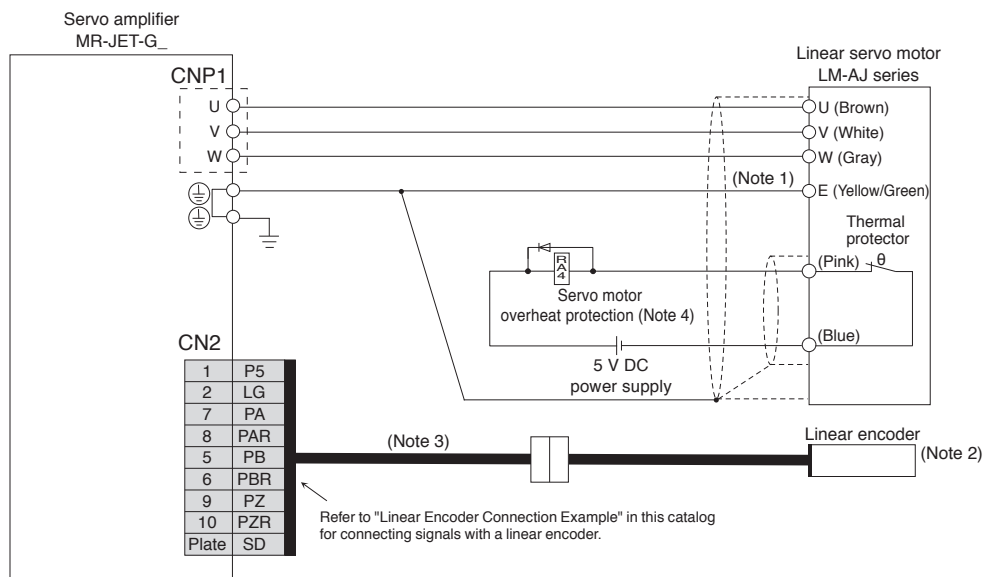 Servo amplifier
MR-JET-G_
Linear servo motor
LM-AJ series
CNP1
U
V
W
U (Brown)
V (White)
W (Gray)
(Note 1)
E (Yellow/Green)
Thermal
protector
(Pink)
θ
RA4
Servo motor
overheat protection (Note 4)
(Blue)
5 V DC
power supply
CN2
1 P5
2 LG
7 PA
8 PAR
5 PB
6 PBR
9 PZ
10 PZR
Plate SD
(Note 3)
Linear encoder
(Note 2)
Refer to "Linear Encoder Connection Example" in this catalog
for connecting signals with a linear encoder.